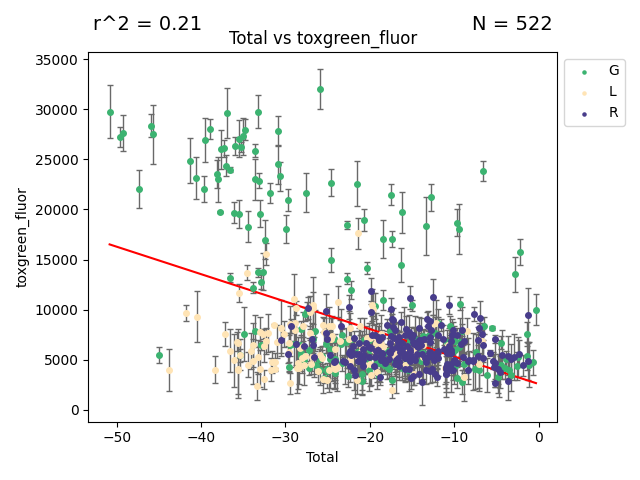 r^2 = 0.21
N = 522
Total vs toxgreen_fluor
35000
30000
25000
20000
15000
10000
5000
0
toxgreen_fluor
−50
−40
−30
−20
−10
0
Total
G
L
R